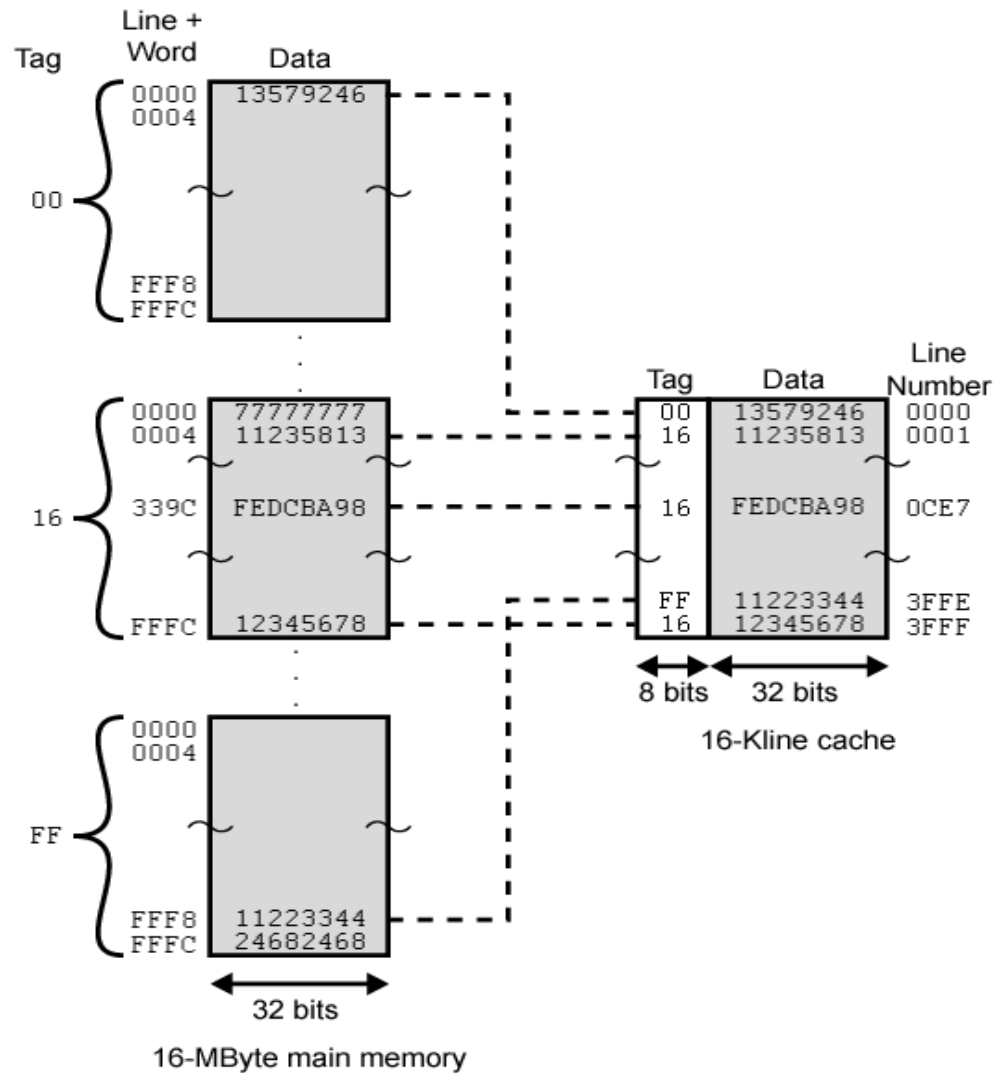 Line +
Word
Tag
Data
0000 13579246
0004
00
FFF8
FFFC
Line
Number
Tag Data
0000 77777777
0004 11235813
16
339C FEDCBA98
FFFC 12345678
00 13579246 0000
16 11235813 0001
16 FEDCBA98 0CE7
FF 11223344 3FFE
16 12345678 3FFF
8 bits 32 bits
16-Kline cache
0000
0004
FF
FFF8 11223344
FFFC 24682468
32 bits
16-MByte main memory